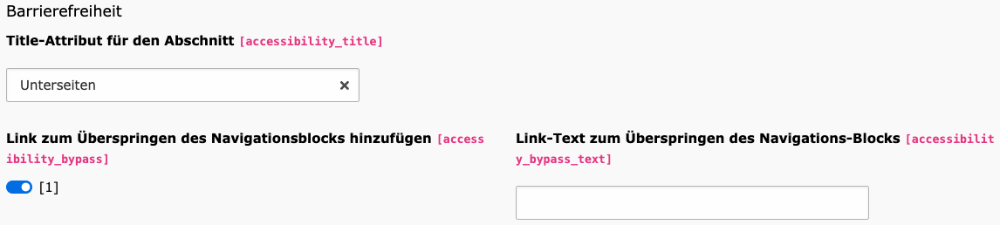 Barrierefreiheit
Title-Attribut für den Abschnitt [accessibility_title]
Unterseiten
Link zum Überspringen des Navigationsblocks hinzufügen [access
ibility_bypass]
[1]
Link-Text zum Überspringen des Navigations-Blocks [accessibilit
y_bypass_text]